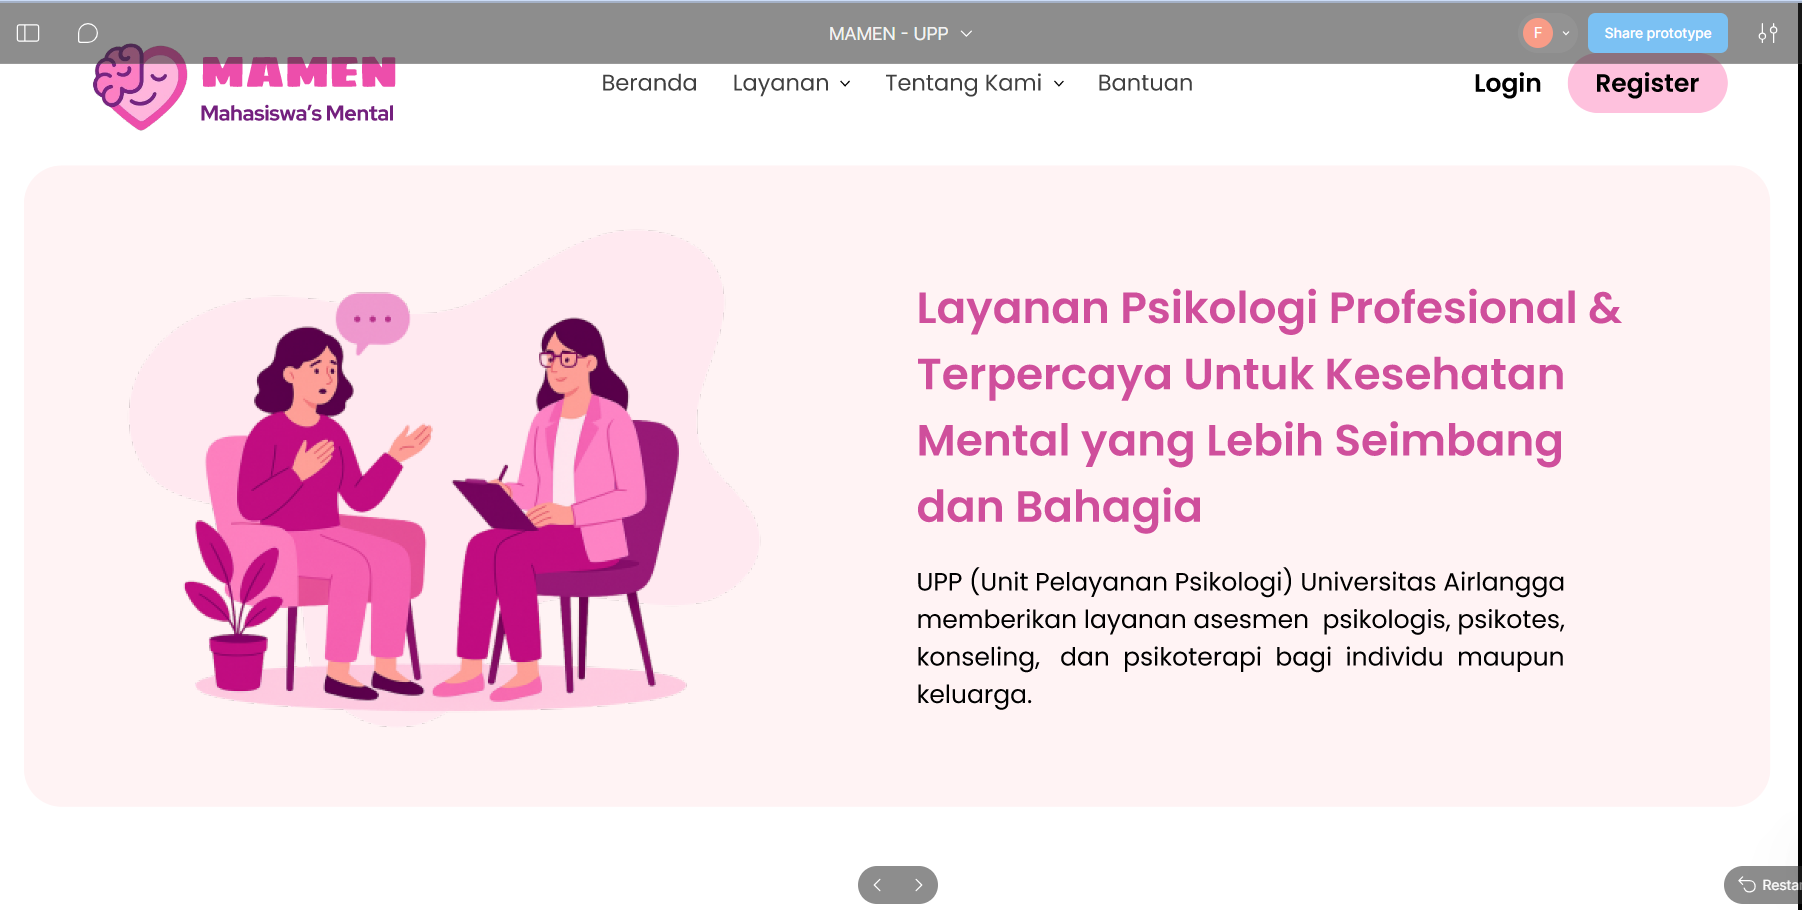 MAMEN - UPP
F
Share prototype
MAMEN
Mahasiswa's Mental
Beranda
Layanan
Tentang Kami
Bantuan
Login
Register
Layanan Psikologi Profesional &
Terpercaya Untuk Kesehatan
Mental yang Lebih Seimbang
dan Bahagia
UPP (Unit Pelayanan Psikologi) Universitas Airlangga
memberikan layanan asesmen psikologis, psikotes,
konseling, dan psikoterapi bagi individu maupun
keluarga.
Resta